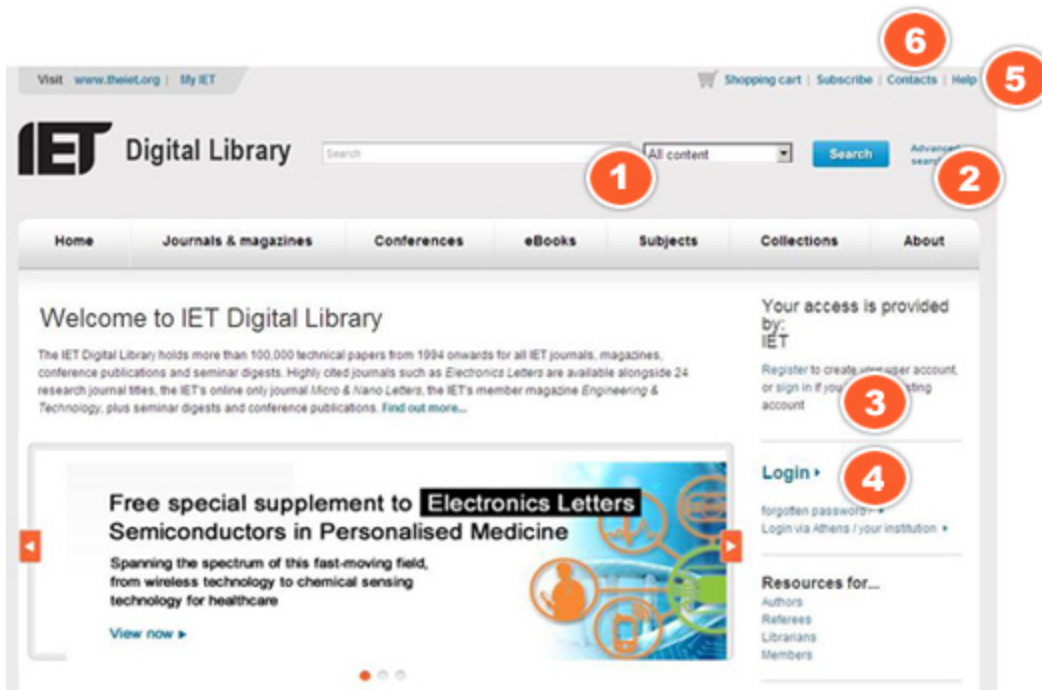 6
5
Visit www.theiet.org | My IET
Shopping cart | Subscribe | Contacts | Help
IET Digital Library
Search
All content
Search
Advanced
1
2
Home Journals & magazines Conferences eBooks Subjects Collections About
Welcome to IET Digital Library
The IET Digital Library holds more than 100,000 technical papers from 1994 onwards for all IET journals, magazines,
conference publications and seminar digests. Highly cited journals such as Electronics Letters are available alongside 24
research journal titles, the IET's online only journal Micro & Nano Letters, the IET's member magazine Engineering &
Technology, plus seminar digests and conference publications. Find out more...
Free special supplement to Electronics Letters
Semiconductors in Personalised Medicine
Spanning the spectrum of this fast-moving field,
from wireless technology to chemical sensing
technology for healthcare
View now
Your access is provided
by:
IET
Register to create your user account,
or sign in if you
account
3
Login
4
forgotten password?
Login via Athens / your institution
Resources for...
Authors
Referees
Librarians
Members